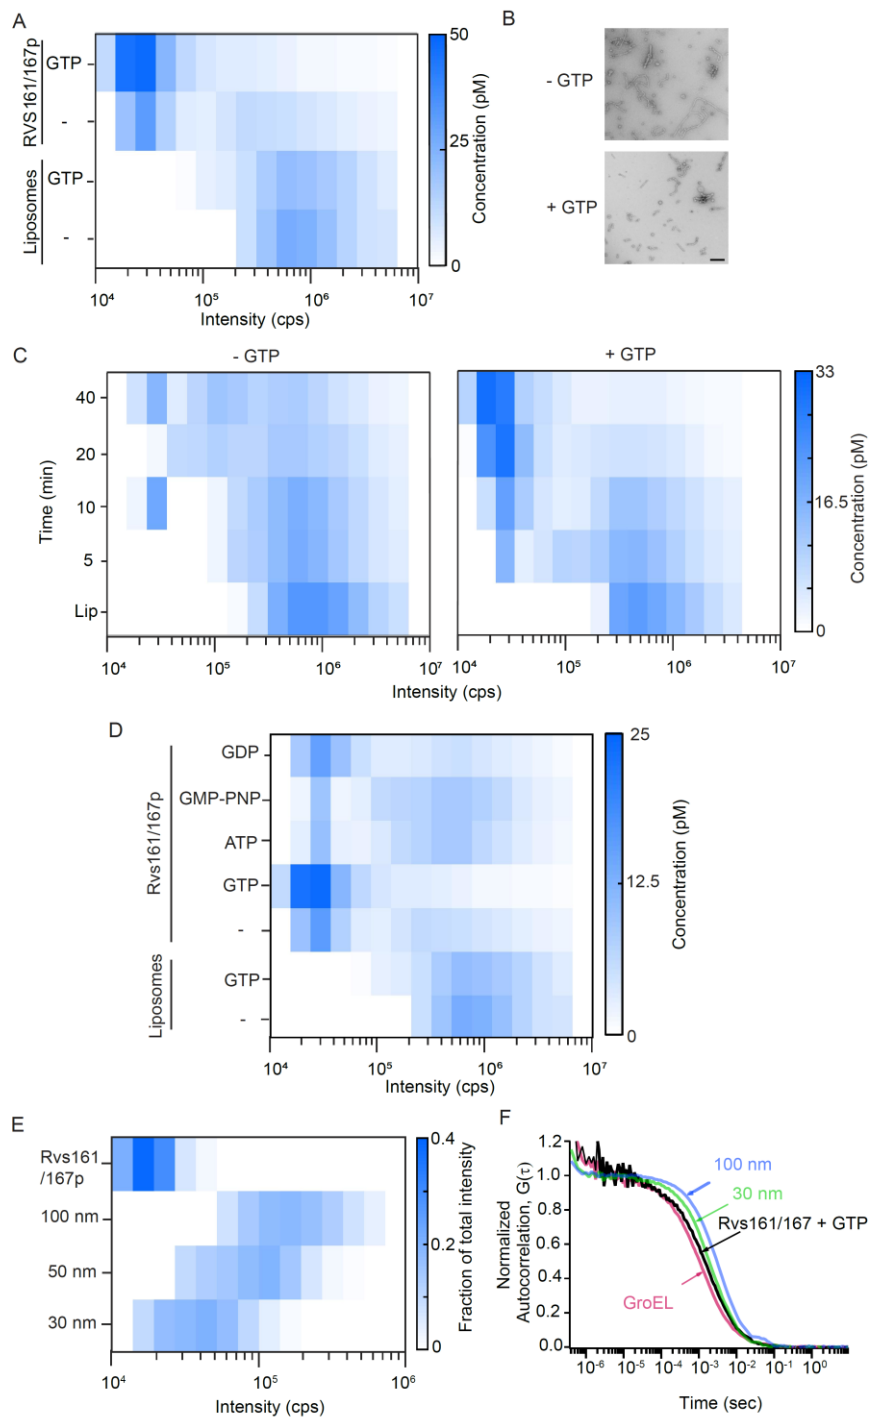 A
RVS161/167p
GTP
-
Liposomes
GTP
-
10⁴
10⁵
10⁶
10⁷
Intensity (cps)
50
25
0
Concentration (pM)
B
- GTP
+ GTP
C
- GTP
+ GTP
Time (min)
40
20
10
5
Lip
10⁴
10⁵
10⁶
10⁷
10⁴
10⁵
10⁶
10⁷
Intensity (cps)
33
16.5
0
Concentration (pM)
D
Rvs161/167p
GDP
GMP-PNP
ATP
GTP
-
Liposomes
GTP
-
10⁴
10⁵
10⁶
10⁷
Intensity (cps)
25
12.5
0
Concentration (pM)
E
Rvs161
/167p
100 nm
50 nm
30 nm
10⁴
10⁵
10⁶
Intensity (cps)
0.4
0.2
0
Fraction of total intensity
F
Normalized
Autocorrelation, G(τ)
1.2
1.0
0.8
0.6
0.4
0.2
0.0
100 nm
30 nm
Rvs161/167 + GTP
GroEL
10⁻⁶
10⁻⁵
10⁻⁴
10⁻³
10⁻²
10⁻¹
10⁰
Time (sec)